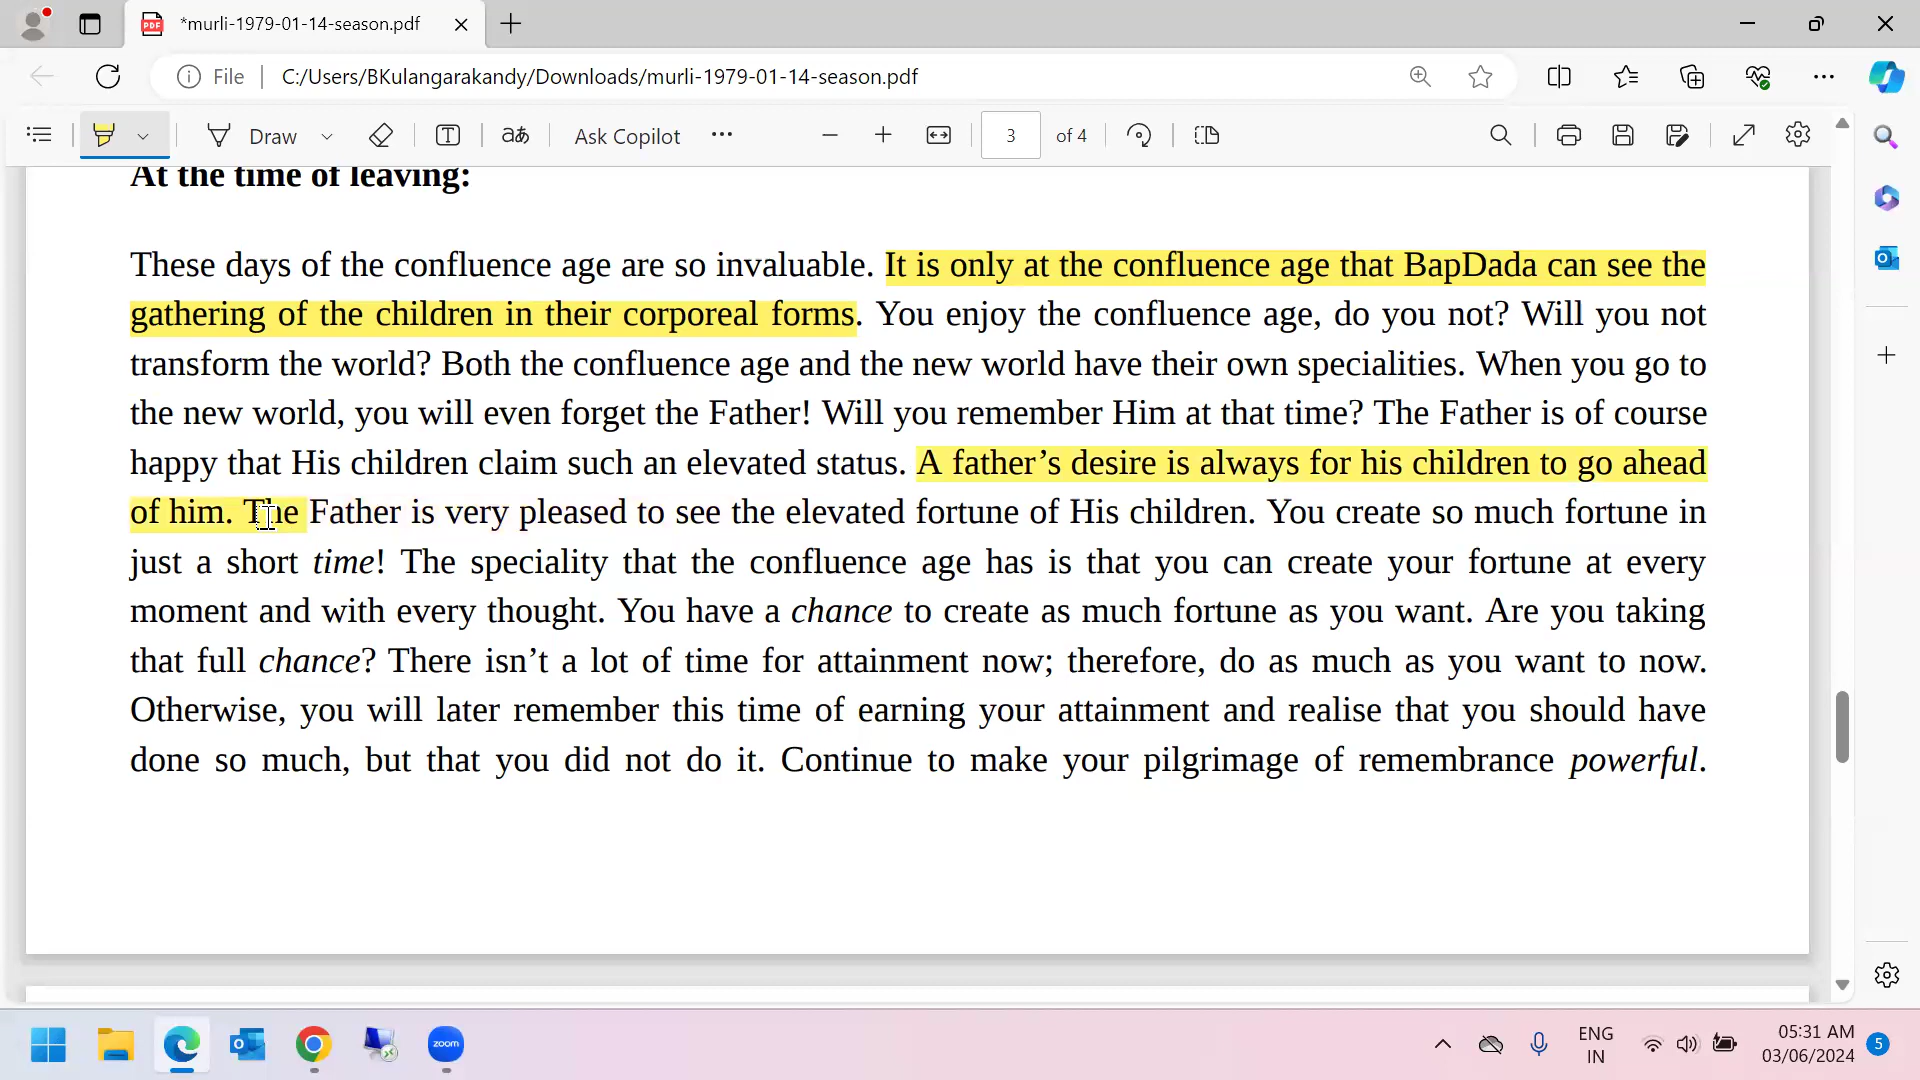 *murli-1979-01-14-season.pdf
File
C:/Users/BKulangarakandy/Downloads/murli-1979-01-14-season.pdf
Draw
Ask Copilot
3 of 4
At the time of leaving:
These days of the confluence age are so invaluable. It is only at the confluence age that BapDada can see the
gathering of the children in their corporeal forms. You enjoy the confluence age, do you not? Will you not
transform the world? Both the confluence age and the new world have their own specialities. When you go to
the new world, you will even forget the Father! Will you remember Him at that time? The Father is of course
happy that His children claim such an elevated status. A father’s desire is always for his children to go ahead
of him. The Father is very pleased to see the elevated fortune of His children. You create so much fortune in
just a short time! The speciality that the confluence age has is that you can create your fortune at every
moment and with every thought. You have a chance to create as much fortune as you want. Are you taking
that full chance? There isn’t a lot of time for attainment now; therefore, do as much as you want to now.
Otherwise, you will later remember this time of earning your attainment and realise that you should have
done so much, but that you did not do it. Continue to make your pilgrimage of remembrance powerful.
zoom
ENG
IN
05:31 AM
03/06/2024
5